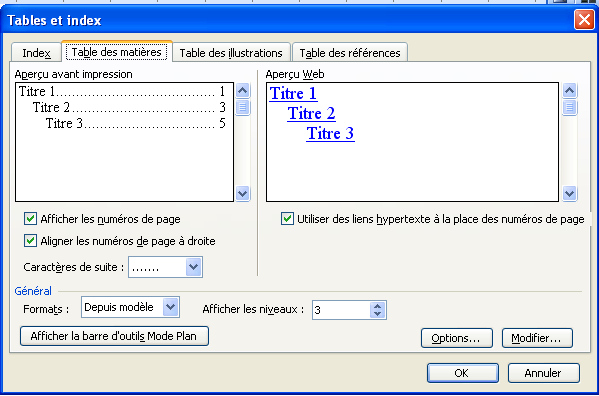 Tables et index
Index Table des matières Table des illustrations Table des références
Aperçu avant impression
Titre 1....................................... 1
Titre 2................................... 3
Titre 3................................ 5
Aperçu Web
Titre 1
Titre 2
Titre 3
Afficher les numéros de page
Aligner les numéros de page à droite
Utiliser des liens hypertexte à la place des numéros de page
Caractères de suite : .......
Général
Formats : Depuis modèle Afficher les niveaux : 3
Afficher la barre d'outils Mode Plan Options... Modifier...
OK Annuler